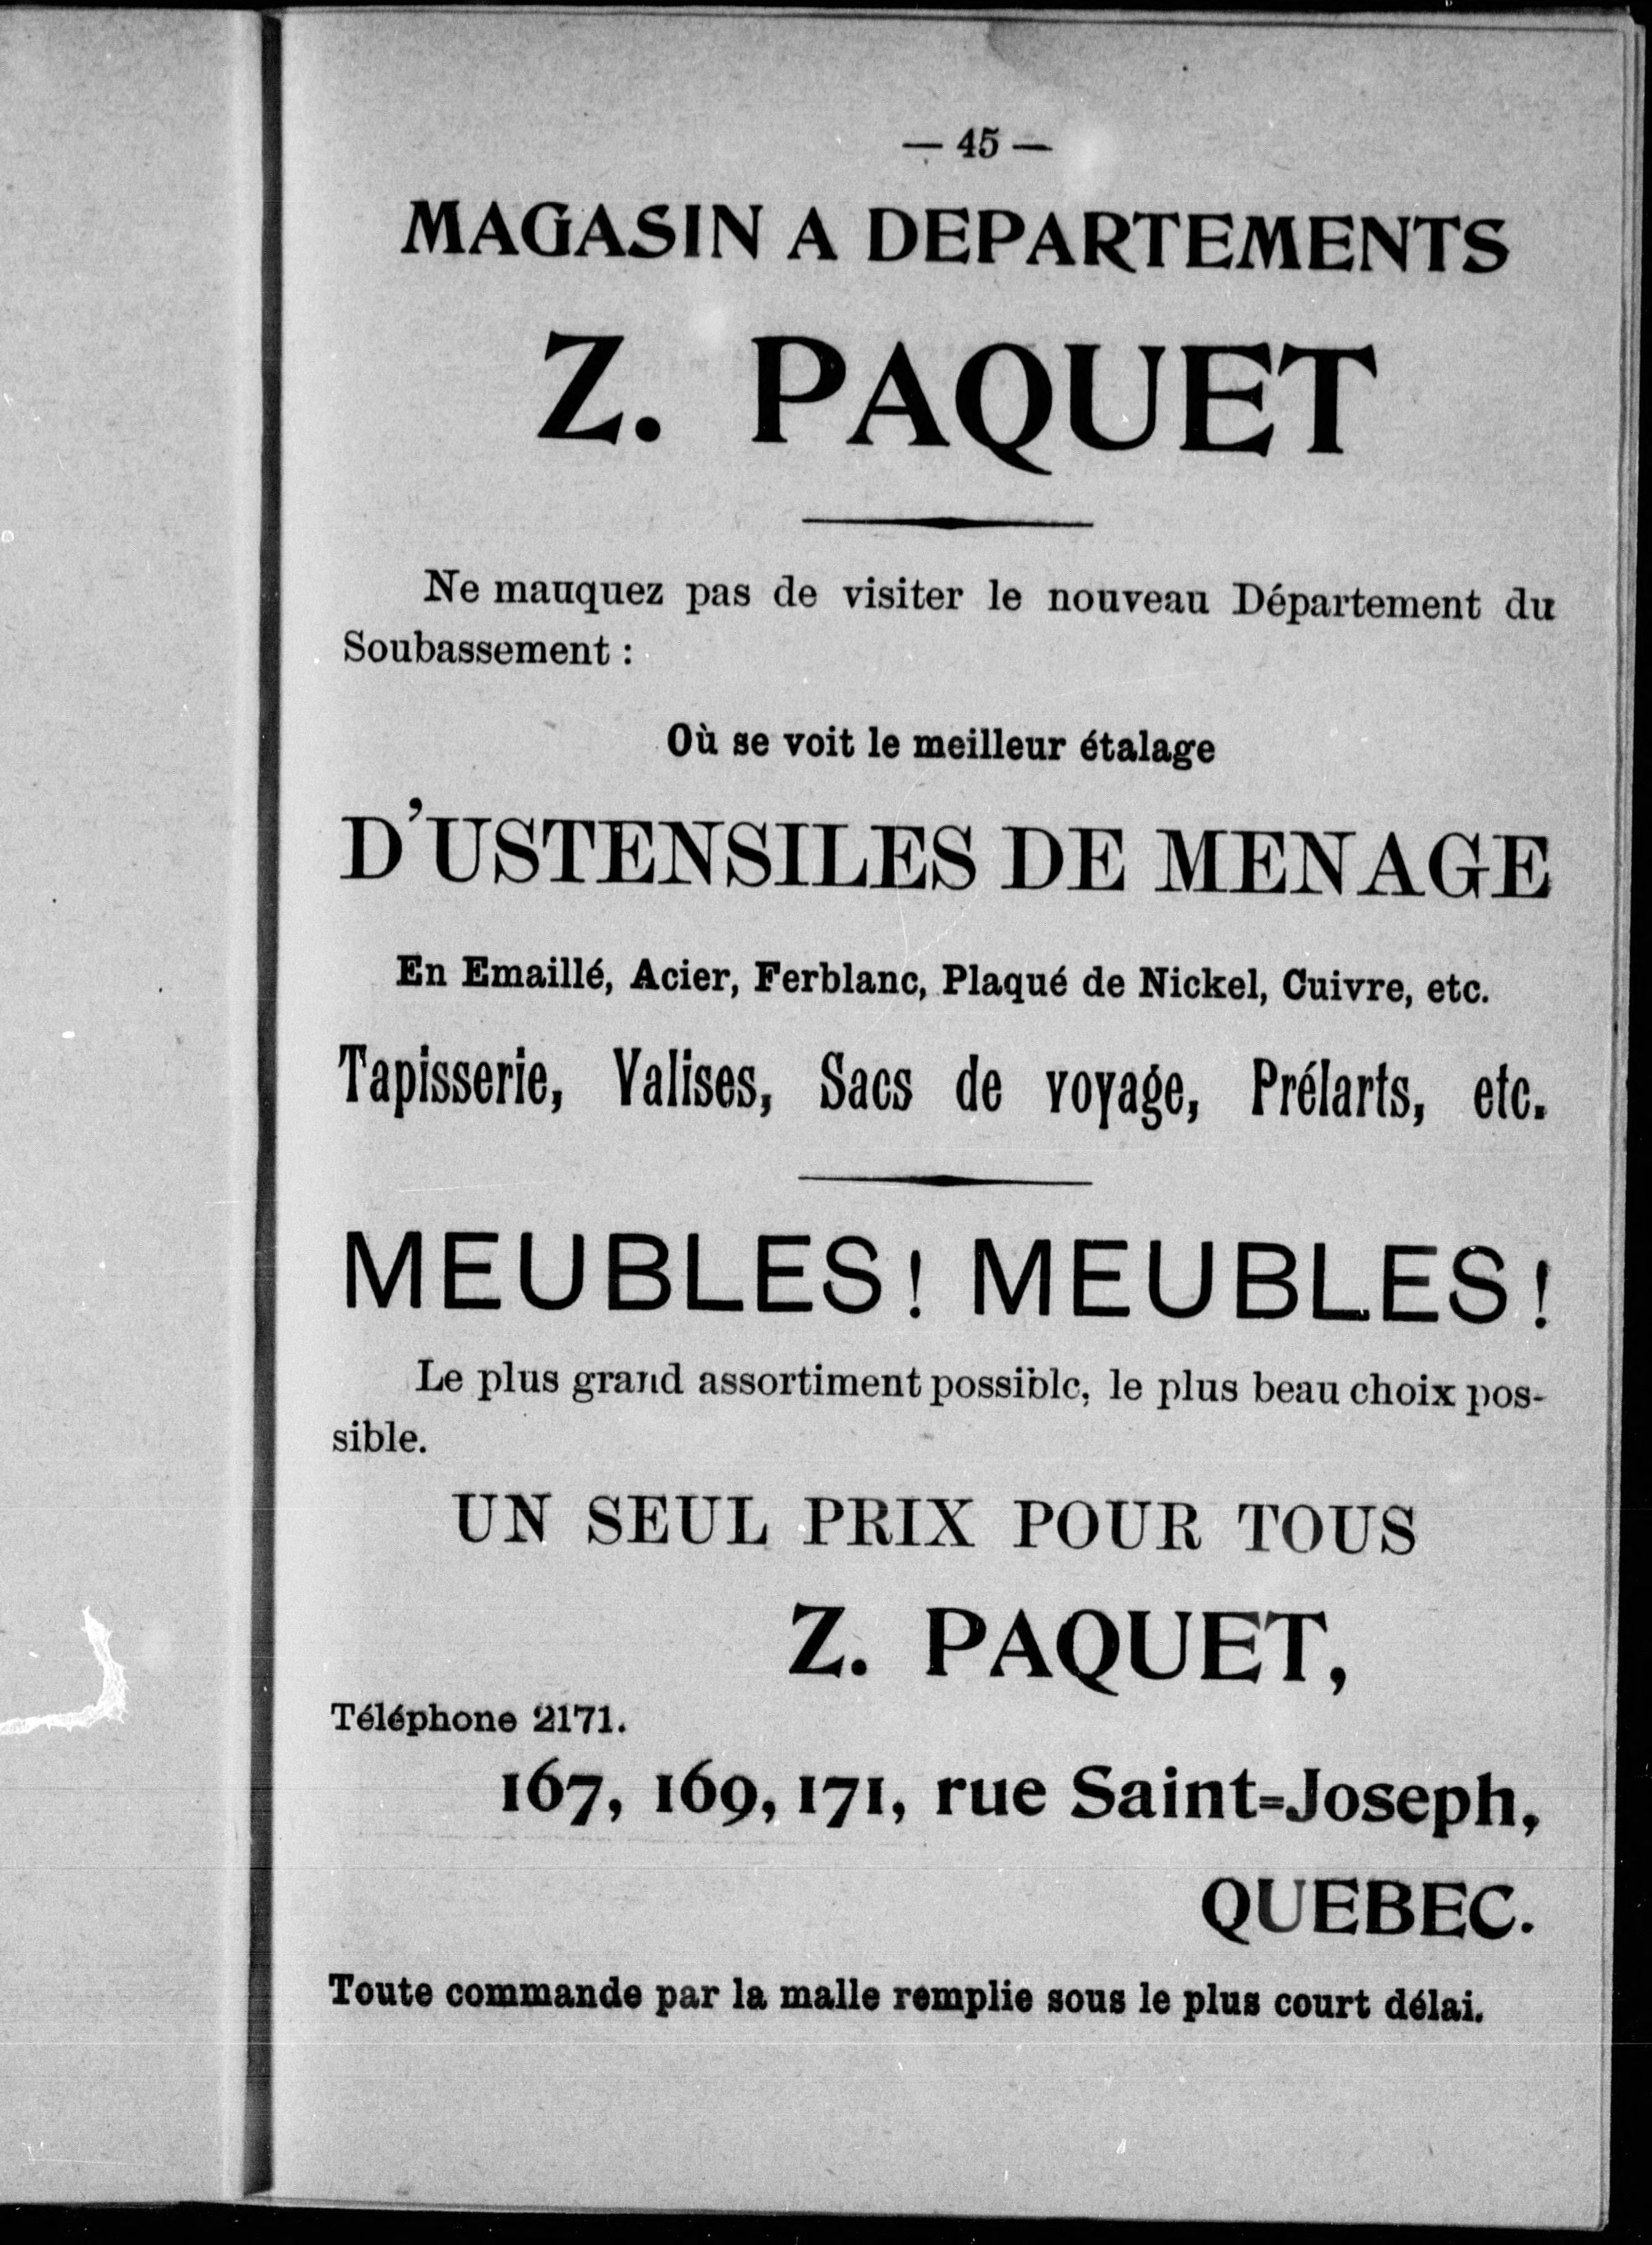 — 45 —
MAGASIN A DEPARTEMENTS
Z. PAQUET
Ne mauquez pas de visiter le nouveau Département du
Soubassement :
Où se voit le meilleur étalage
D'USTENSILES DE MENAGE
En Emaillé, Acier, Ferblanc, Plaqué de Nickel, Cuivre, etc.
Tapisserie, Valises, Sacs de voyage, Prélarts, etc.
MEUBLES! MEUBLES!
Le plus grand assortiment possible, le plus beau choix pos-
sible.
UN SEUL PRIX POUR TOUS
Z. PAQUET,
Téléphone 2171.
167, 169, 171, rue Saint-Joseph,
QUEBEC.
Toute commande par la malle remplie sous le plus court délai.